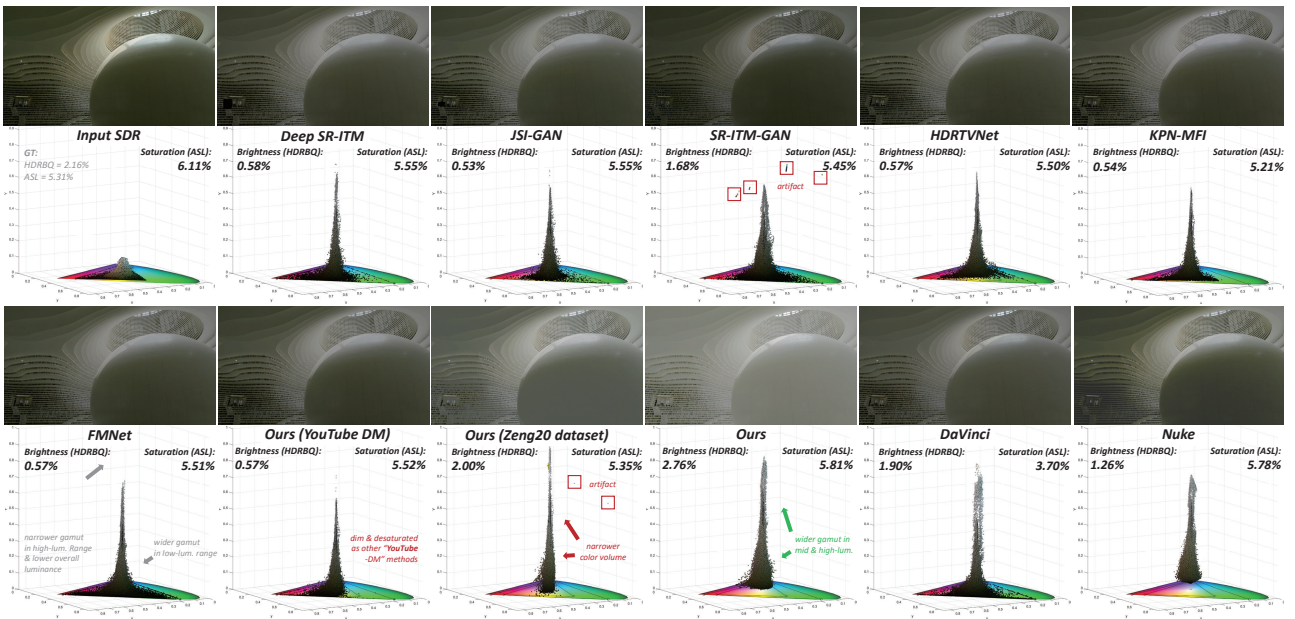 Input SDR
GT:
HDRBQ = 2.16%
ASL = 5.31%
Saturation (ASL):
6.11%
Deep SR-ITM
Brightness (HDRBQ):
0.58%
Saturation (ASL):
5.55%
JSI-GAN
Brightness (HDRBQ):
0.53%
Saturation (ASL):
5.55%
SR-ITM-GAN
Brightness (HDRBQ):
1.68%
Saturation (ASL):
5.45%
artifact
HDRTVNet
Brightness (HDRBQ):
0.57%
Saturation (ASL):
5.50%
KPN-MFI
Brightness (HDRBQ):
0.54%
Saturation (ASL):
5.21%
FMNet
Brightness (HDRBQ):
0.57%
Saturation (ASL):
5.51%
narrower gamut
in high-lum. Range
& lower overall
luminance
wider gamut
in low-lum. range
Ours (YouTube DM)
Brightness (HDRBQ):
0.57%
Saturation (ASL):
5.52%
dim & desaturated
as other "YouTube
-DM" methods
Ours (Zeng20 dataset)
Brightness (HDRBQ):
2.00%
Saturation (ASL):
5.35%
artifact
narrower
color volume
Ours
Brightness (HDRBQ):
2.76%
Saturation (ASL):
5.81%
wider gamut in
mid & high-lum.
DaVinci
Brightness (HDRBQ):
1.90%
Saturation (ASL):
3.70%
Nuke
Brightness (HDRBQ):
1.26%
Saturation (ASL):
5.78%